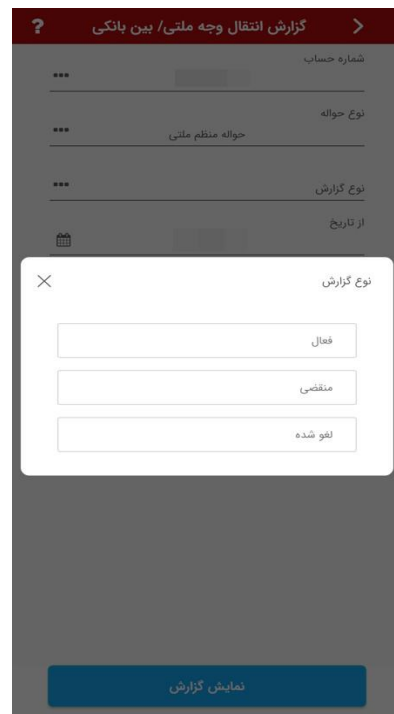 گزارش انتقال وجه ملتی/ بین بانکی ?
شماره حساب
نوع حواله
حواله منظم ملتی
نوع گزارش
از تاریخ
نوع گزارش
فعال
منقضی
لغو شده
نمایش گزارش